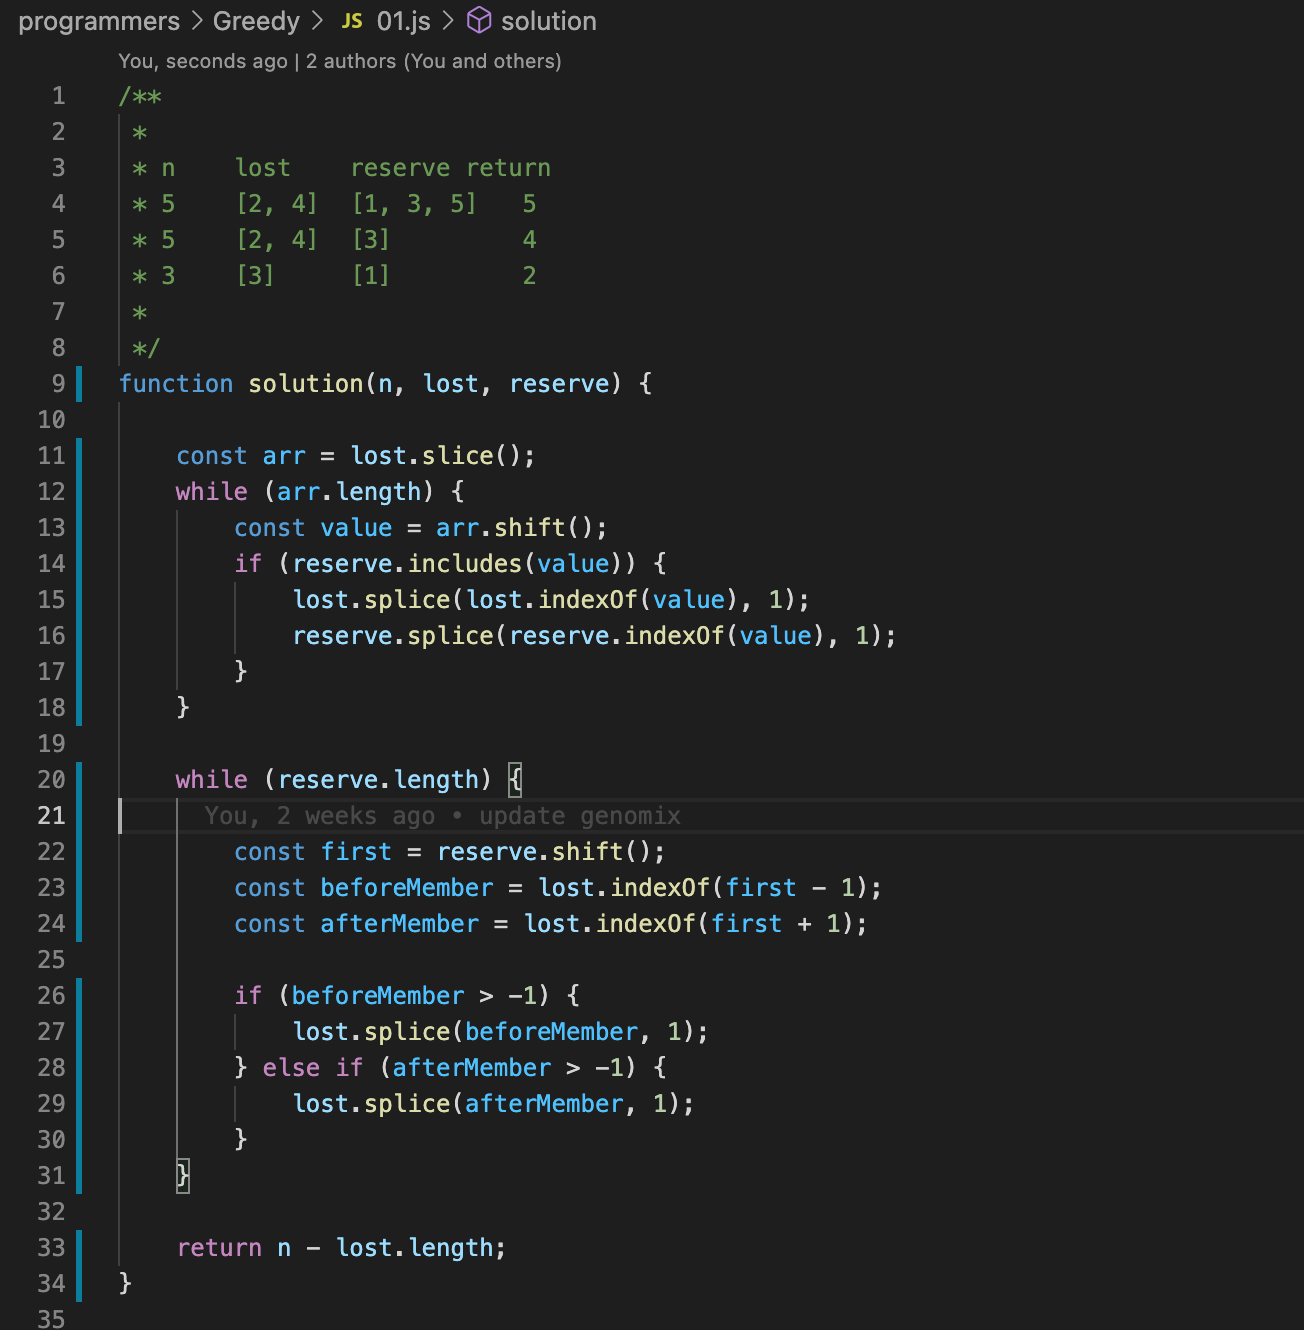 programmers > Greedy > JS 01.js > solution
You, seconds ago | 2 authors (You and others)
1 /**
2  *
3  * n    lost    reserve return
4  * 5    [2, 4]  [1, 3, 5]   5
5  * 5    [2, 4]  [3]         4
6  * 3    [3]     [1]         2
7  *
8  */
9 function solution(n, lost, reserve) {
10
11     const arr = lost.slice();
12     while (arr.length) {
13         const value = arr.shift();
14         if (reserve.includes(value)) {
15             lost.splice(lost.indexOf(value), 1);
16             reserve.splice(reserve.indexOf(value), 1);
17         }
18     }
19
20     while (reserve.length) {
21       You, 2 weeks ago • update genomix
22         const first = reserve.shift();
23         const beforeMember = lost.indexOf(first - 1);
24         const afterMember = lost.indexOf(first + 1);
25
26         if (beforeMember > -1) {
27             lost.splice(beforeMember, 1);
28         } else if (afterMember > -1) {
29             lost.splice(afterMember, 1);
30         }
31     }
32
33     return n - lost.length;
34 }
35